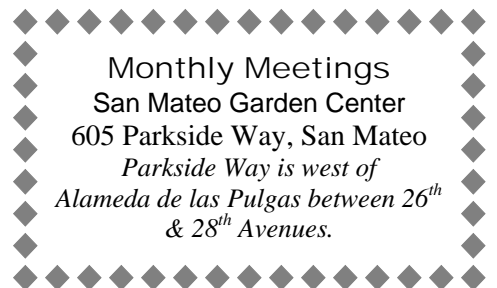 Monthly Meetings
San Mateo Garden Center
605 Parkside Way, San Mateo
Parkside Way is west of
Alameda de las Pulgas between 26th
& 28th Avenues.